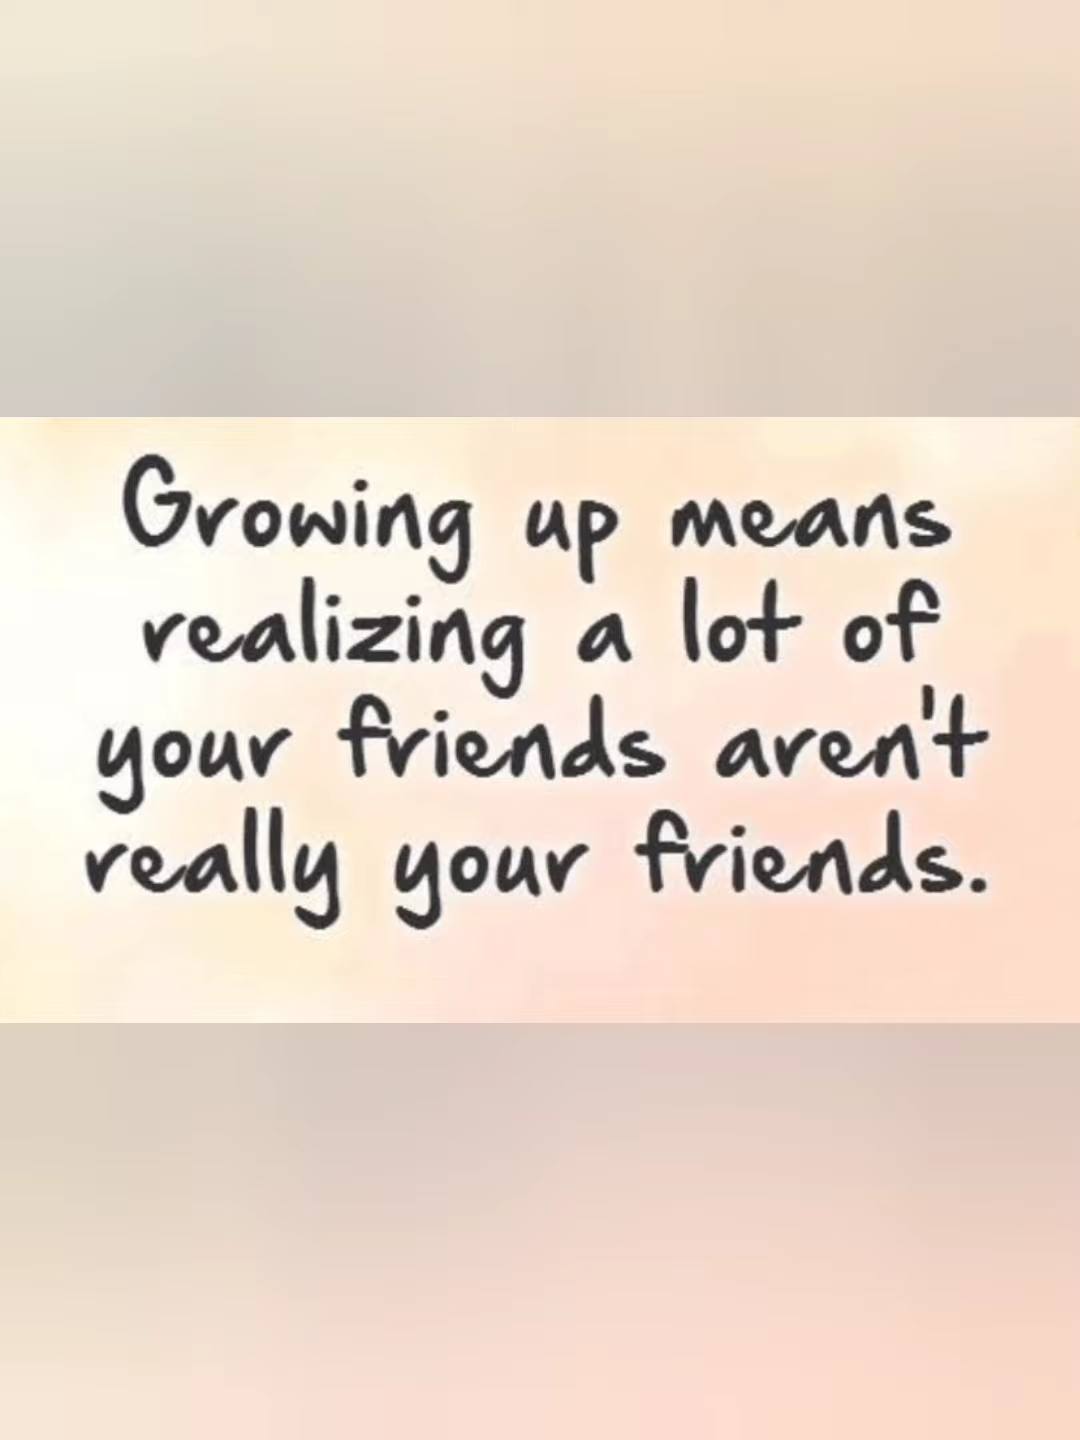 Growing up means
realizing a lot of
your friends aren't
really your friends.